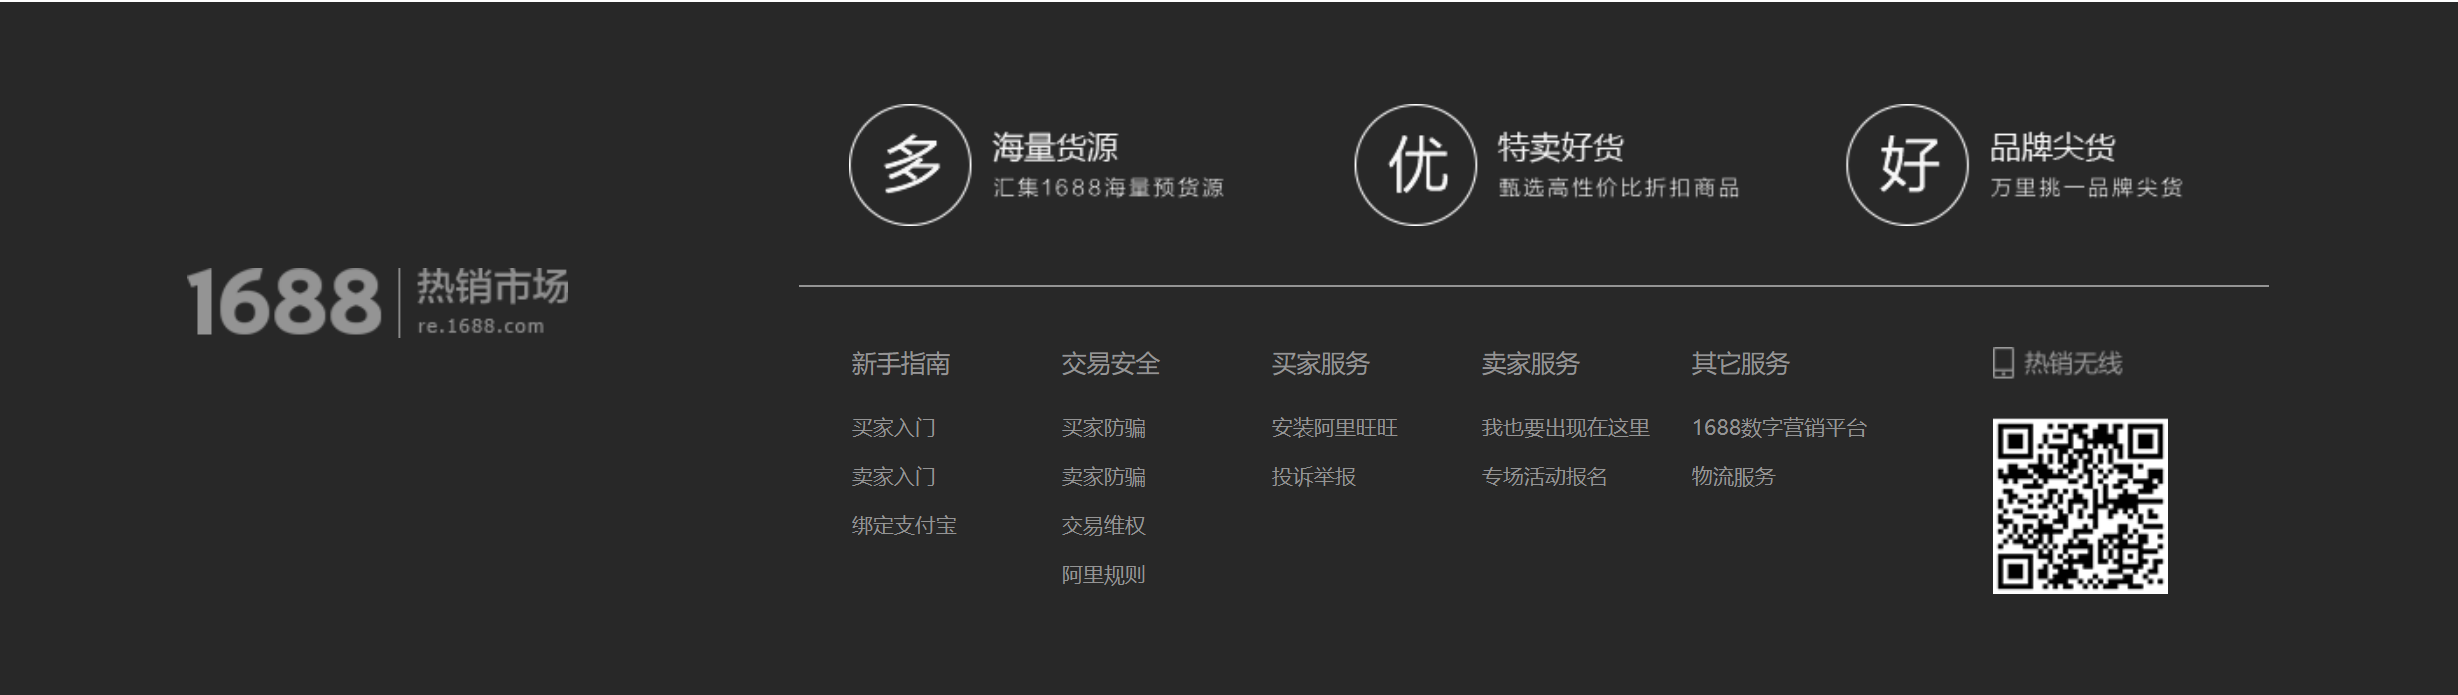 多
海量货源
汇集1688海量预货源
优
特卖好货
甄选高性价比折扣商品
好
品牌尖货
万里挑一品牌尖货
1688
热销市场
re.1688.com
新手指南
买家入门
卖家入门
绑定支付宝
交易安全
买家防骗
卖家防骗
交易维权
阿里规则
买家服务
安装阿里旺旺
投诉举报
卖家服务
我也要出现在这里
专场活动报名
其它服务
1688数字营销平台
物流服务
热销无线